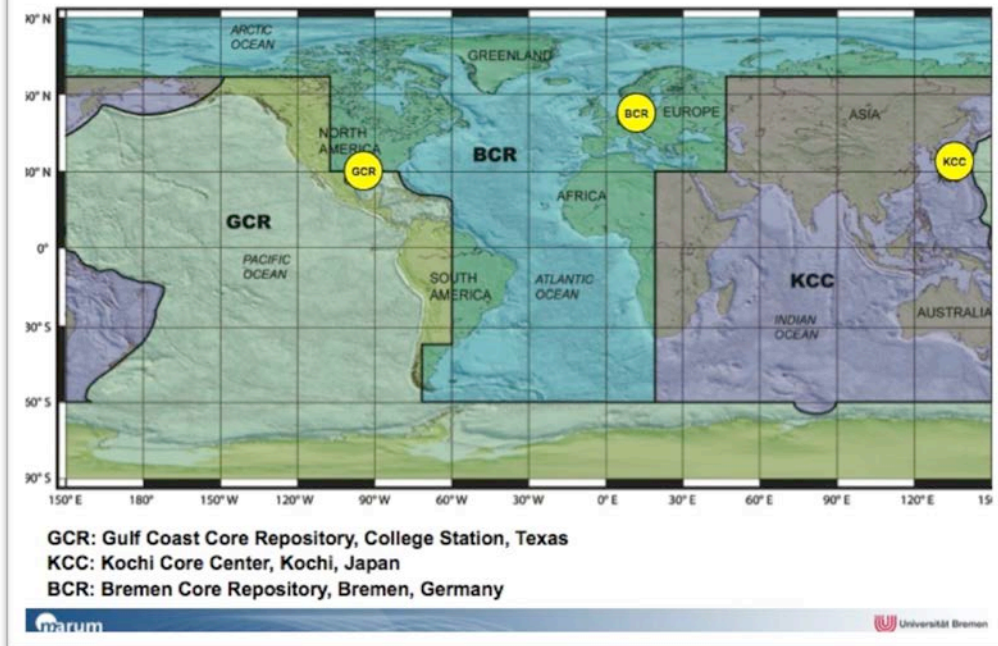 90° N
ARCTIC
OCEAN
GREENLAND
60° N
BCR
EUROPE
ASIA
NORTH
AMERICA
BCR
KCC
30° N
GCR
AFRICA
GCR
0°
PACIFIC
OCEAN
SOUTH
AMERICA
ATLANTIC
OCEAN
KCC
INDIAN
OCEAN
AUSTRALIA
30° S
60° S
90° S
150° E 180° 150° W 120° W 90° W 60° W 30° W 0° E 30° E 60° E 90° E 120° E 15
GCR: Gulf Coast Core Repository, College Station, Texas
KCC: Kochi Core Center, Kochi, Japan
BCR: Bremen Core Repository, Bremen, Germany
marum
Universität Bremen